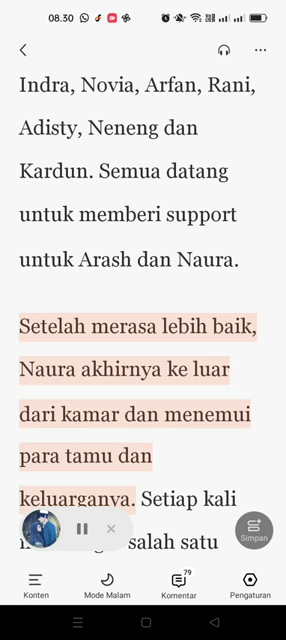 08.30
Indra, Novia, Arfan, Rani,
Adisty, Neneng dan
Kardun. Semua datang
untuk memberi support
untuk Arash dan Naura.
Setelah merasa lebih baik,
Naura akhirnya ke luar
dari kamar dan menemui
para tamu dan
keluarganya. Setiap kali
salah satu
Simpan
79
Konten
Mode Malam
Komentar
Pengaturan